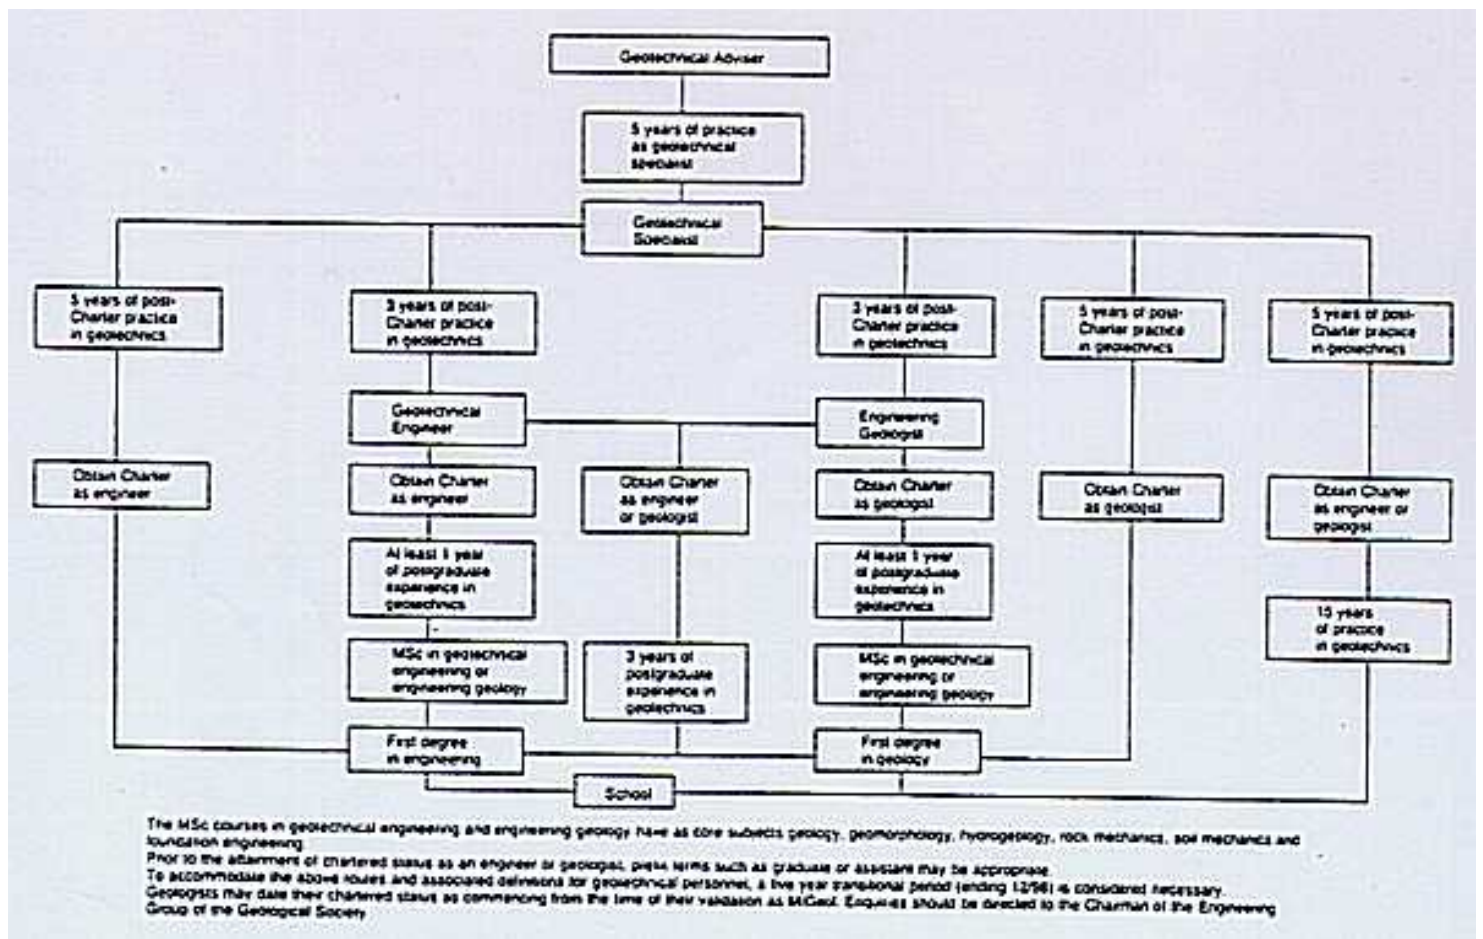 Geotechnical Adviser
5 years of practice
as geotechnical
specialist
Geotechnical
Specialist
5 years of post-
Charter practice
in geotechnics
3 years of post-
Charter practice
in geotechnics
3 years of post-
Charter practice
in geotechnics
5 years of post-
Charter practice
in geotechnics
5 years of post-
Charter practice
in geotechnics
Geotechnical
Engineer
Engineering
Geologist
Obtain Charter
as engineer
Obtain Charter
as engineer
Obtain Charter
as engineer
or geologist
Obtain Charter
as geologist
Obtain Charter
as geologist
Obtain Charter
as engineer or
geologist
At least 1 year
of postgraduate
experience in
geotechnics
At least 1 year
of postgraduate
experience in
geotechnics
15 years
of practice
in geotechnics
MSc in geotechnical
engineering or
engineering geology
3 years of
postgraduate
experience in
geotechnics
MSc in geotechnical
engineering or
engineering geology
First degree
in engineering
First degree
in geology
School
The MSc courses in geotechnical engineering and engineering geology have as core subjects geology, geomorphology, hydrogeology, rock mechanics, soil mechanics and
foundation engineering.
Prior to the attainment of chartered status as an engineer or geologist, prefix terms such as graduate or assistant may be appropriate.
To accommodate the above routes and associated definitions for geotechnical personnel, a five year transitional period (ending 12/98) is considered necessary.
Geologists may date their chartered status as commencing from the time of their validation as MIGeol. Enquiries should be directed to the Chairman of the Engineering
Group of the Geological Society.